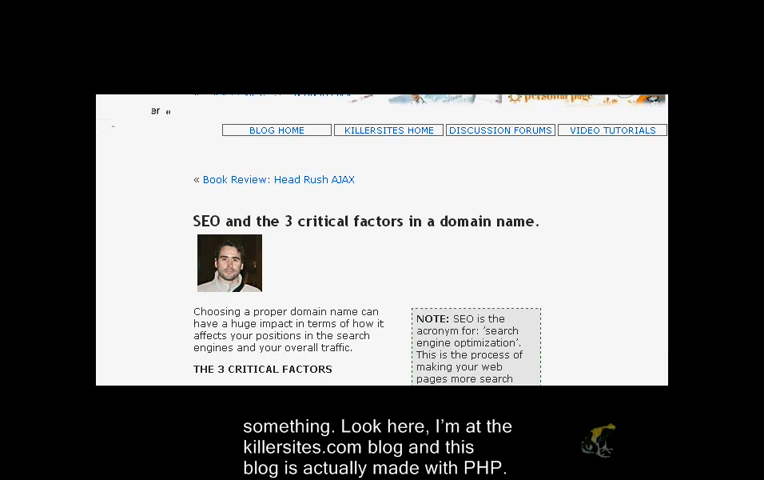 personal page
BLOG HOME
KILLERSITES HOME
DISCUSSION FORUMS
VIDEO TUTORIALS
« Book Review: Head Rush AJAX
SEO and the 3 critical factors in a domain name.
Choosing a proper domain name can
have a huge impact in terms of how it
affects your positions in the search
engines and your overall traffic.
THE 3 CRITICAL FACTORS
NOTE: SEO is the
acronym for: 'search
engine optimization'.
This is the process of
making your web
pages more search
something. Look here, I'm at the
killersites.com blog and this
blog is actually made with PHP.